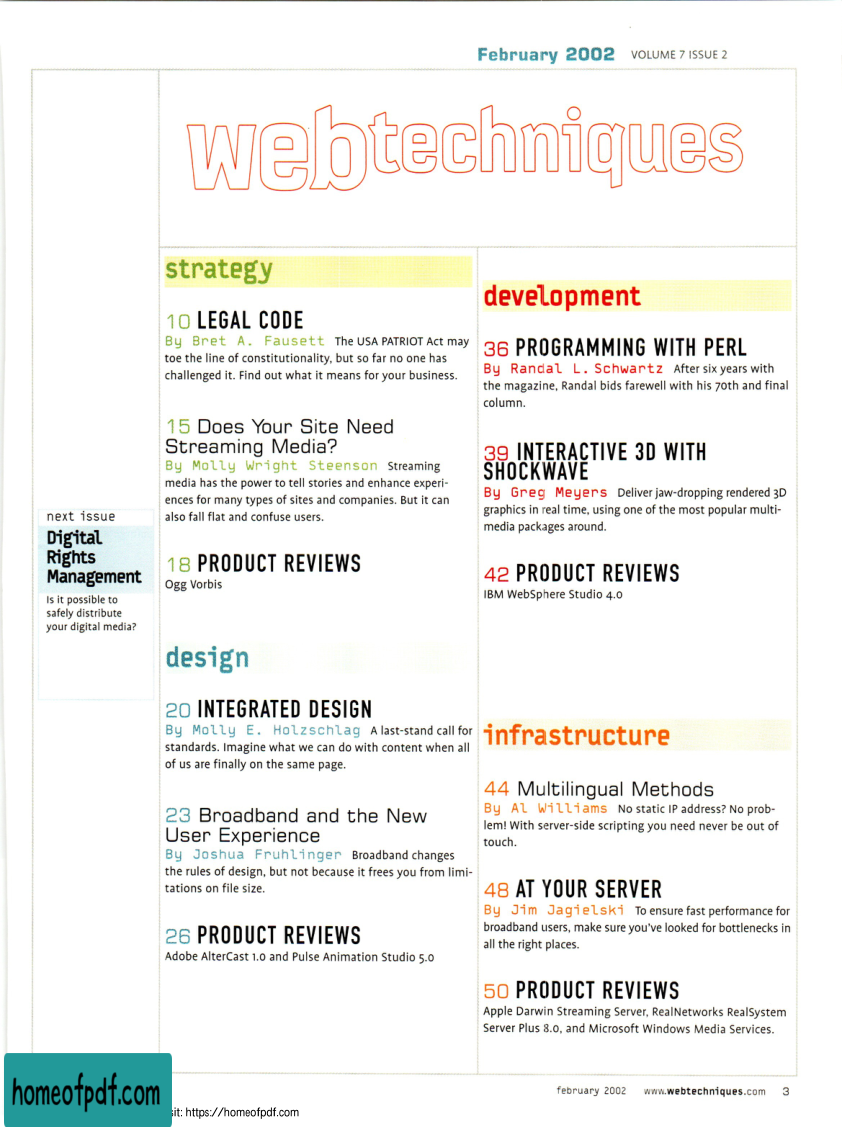 February 2002 VOLUME 7 ISSUE 2
webtechniques
strategy
10 LEGAL CODE
By Bret A. Fausett The USA PATRIOT Act may
toe the line of constitutionality, but so far no one has
challenged it. Find out what it means for your business.
15 Does Your Site Need
Streaming Media?
By Molly Wright Steenson Streaming
media has the power to tell stories and enhance experi-
ences for many types of sites and companies. But it can
also fall flat and confuse users.
18 PRODUCT REVIEWS
Ogg Vorbis
next issue
Digital
Rights
Management
Is it possible to
safely distribute
your digital media?
design
20 INTEGRATED DESIGN
By Molly E. Holzschlag A last-stand call for
standards. Imagine what we can do with content when all
of us are finally on the same page.
23 Broadband and the New
User Experience
By Joshua Fruhlinger Broadband changes
the rules of design, but not because it frees you from limi-
tations on file size.
26 PRODUCT REVIEWS
Adobe AlterCast 1.0 and Pulse Animation Studio 5.0
development
36 PROGRAMMING WITH PERL
By Randal L. Schwartz After six years with
the magazine, Randal bids farewell with his 70th and final
column.
39 INTERACTIVE 3D WITH
SHOCKWAVE
By Greg Meyers Deliver jaw-dropping rendered 3D
graphics in real time, using one of the most popular multi-
media packages around.
42 PRODUCT REVIEWS
IBM WebSphere Studio 4.0
infrastructure
44 Multilingual Methods
By Al Williams No static IP address? No prob-
lem! With server-side scripting you need never be out of
touch.
48 AT YOUR SERVER
By Jim Jagielski To ensure fast performance for
broadband users, make sure you've looked for bottlenecks in
all the right places.
50 PRODUCT REVIEWS
Apple Darwin Streaming Server, RealNetworks RealSystem
Server Plus 8.0, and Microsoft Windows Media Services.
february 2002 www.webtechniques.com 3
homeofpdf.com
sit: https://homeofpdf.com